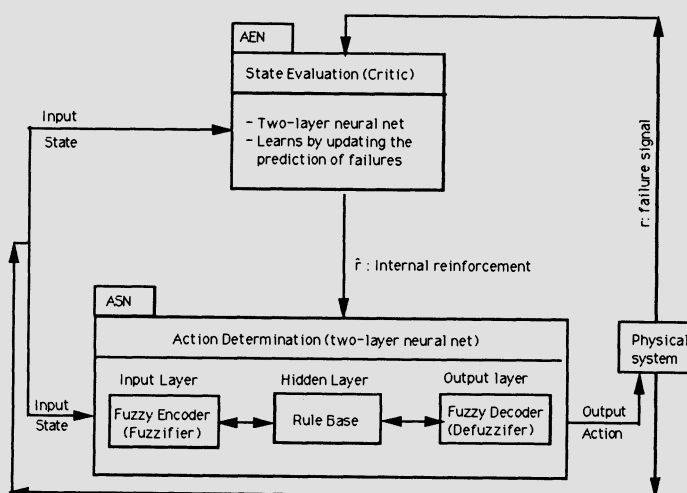 AEN
State Evaluation (Critic)
- Two-layer neural net
- Learns by updating the
prediction of failures
Input
State
r: failure signal
r̂ : Internal reinforcement
ASN
Action Determination (two-layer neural net)
Input Layer
Hidden Layer
Output layer
Fuzzy Encoder
(Fuzzifier)
Rule Base
Fuzzy Decoder
(Defuzzifer)
Input
State
Output
Action
Physical
system